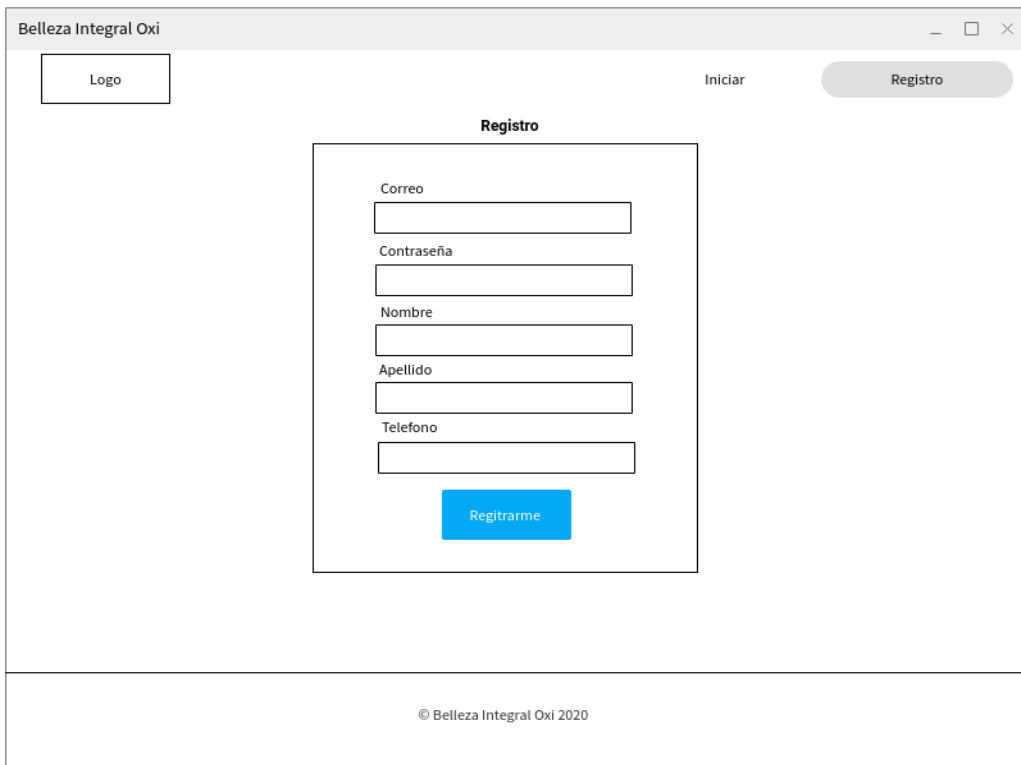 Belleza Integral Oxi
Logo
Iniciar
Registro
Registro
Correo
Contraseña
Nombre
Apellido
Telefono
Regitrarme
© Belleza Integral Oxi 2020